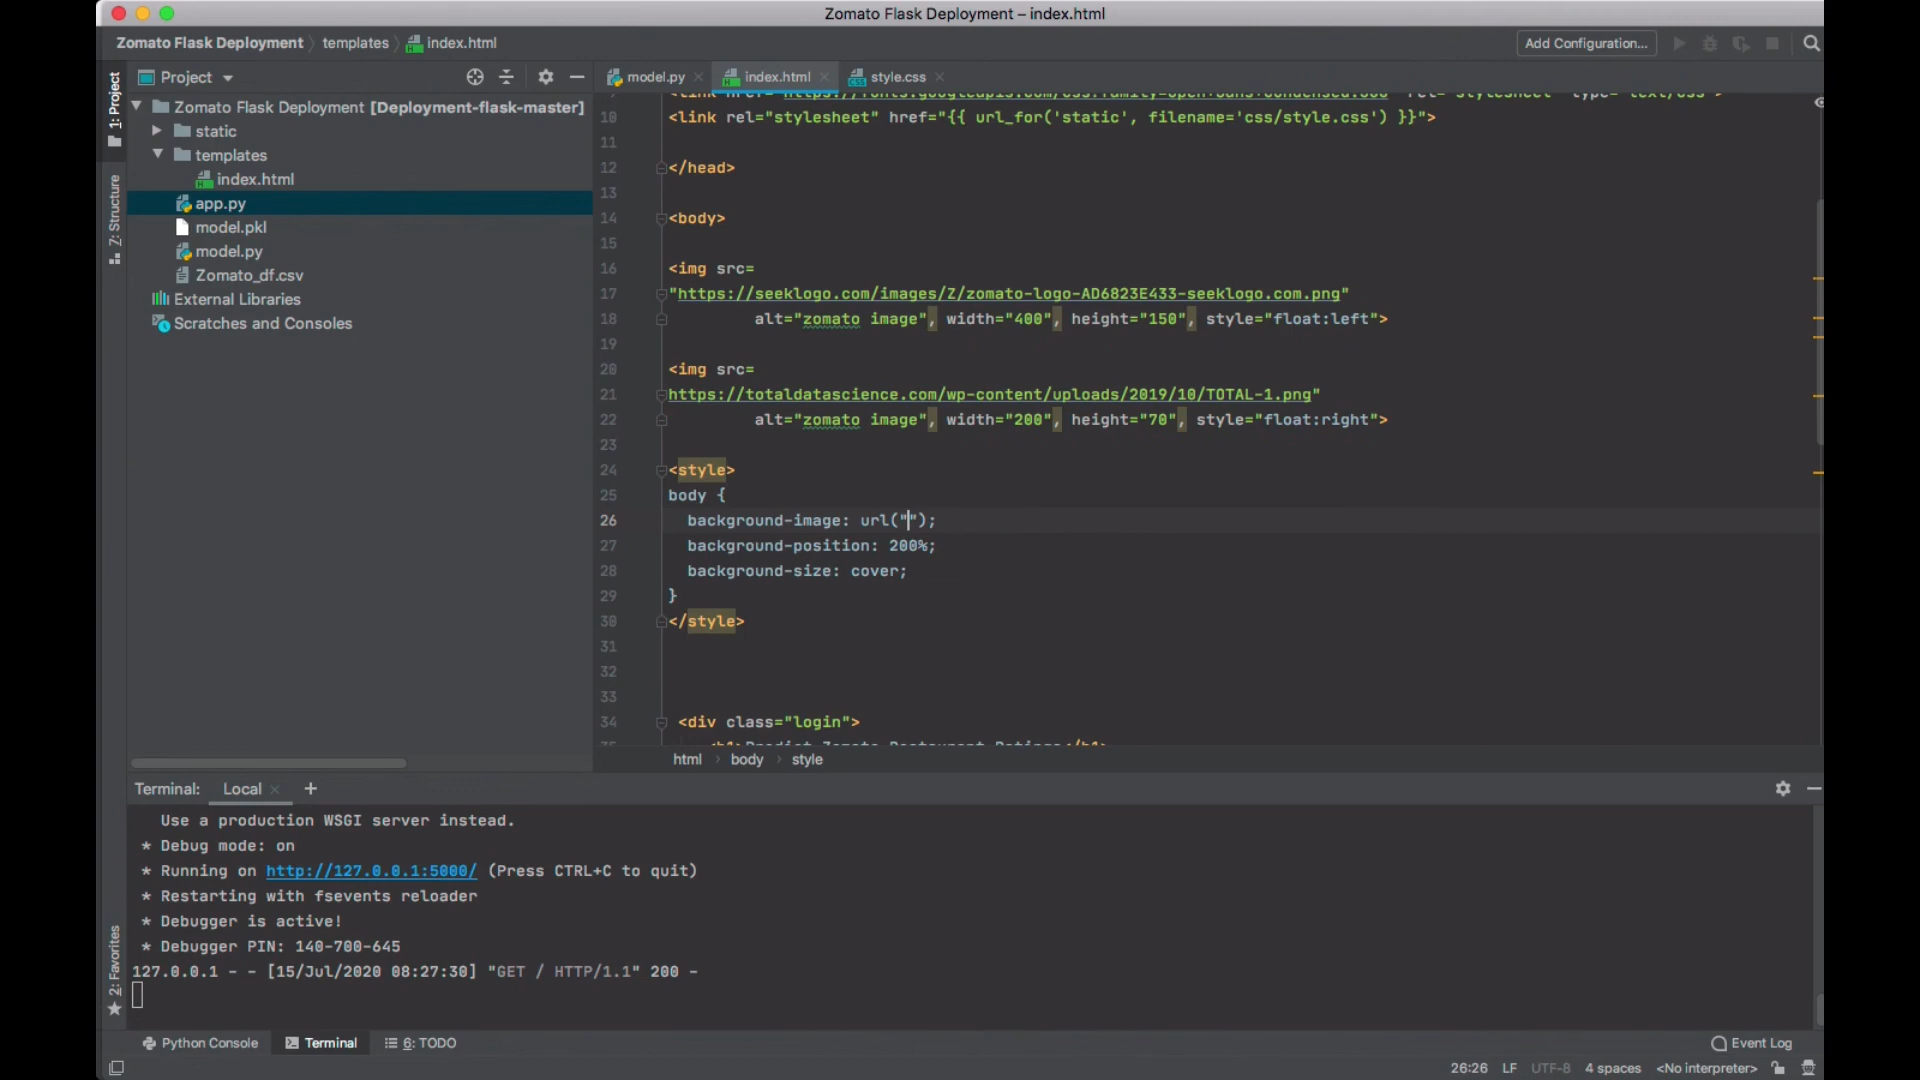 Zomato Flask Deployment – index.html
Zomato Flask Deployment
templates
index.html
Add Configuration...
1: Project
Z: Structure
2: Favorites
Project
Zomato Flask Deployment [Deployment-flask-master]
static
templates
index.html
app.py
model.pkl
model.py
Zomato_df.csv
External Libraries
Scratches and Consoles
model.py
index.html
style.css
10 <link rel="stylesheet" href="{{ url_for('static', filename='css/style.css') }}">
11
12 </head>
13
14 <body>
15
16 <img src=
17 "https://seeklogo.com/images/Z/zomato-logo-AD6823E433-seeklogo.com.png"
18 alt="zomato image", width="400", height="150", style="float:left">
19
20 <img src=
21 https://totaldatascience.com/wp-content/uploads/2019/10/TOTAL-1.png"
22 alt="zomato image", width="200", height="70", style="float:right">
23
24 <style>
25 body {
26 background-image: url("");
27 background-position: 200%;
28 background-size: cover;
29 }
30 </style>
31
32
33
34 <div class="login">
html
body
style
Terminal:
Local
Use a production WSGI server instead.
* Debug mode: on
* Running on http://127.0.0.1:5000/ (Press CTRL+C to quit)
* Restarting with fsevents reloader
* Debugger is active!
* Debugger PIN: 140-700-645
127.0.0.1 - - [15/Jul/2020 08:27:30] "GET / HTTP/1.1" 200 -
Python Console
Terminal
6: TODO
Event Log
26:26
LF
UTF-8
4 spaces
<No interpreter>